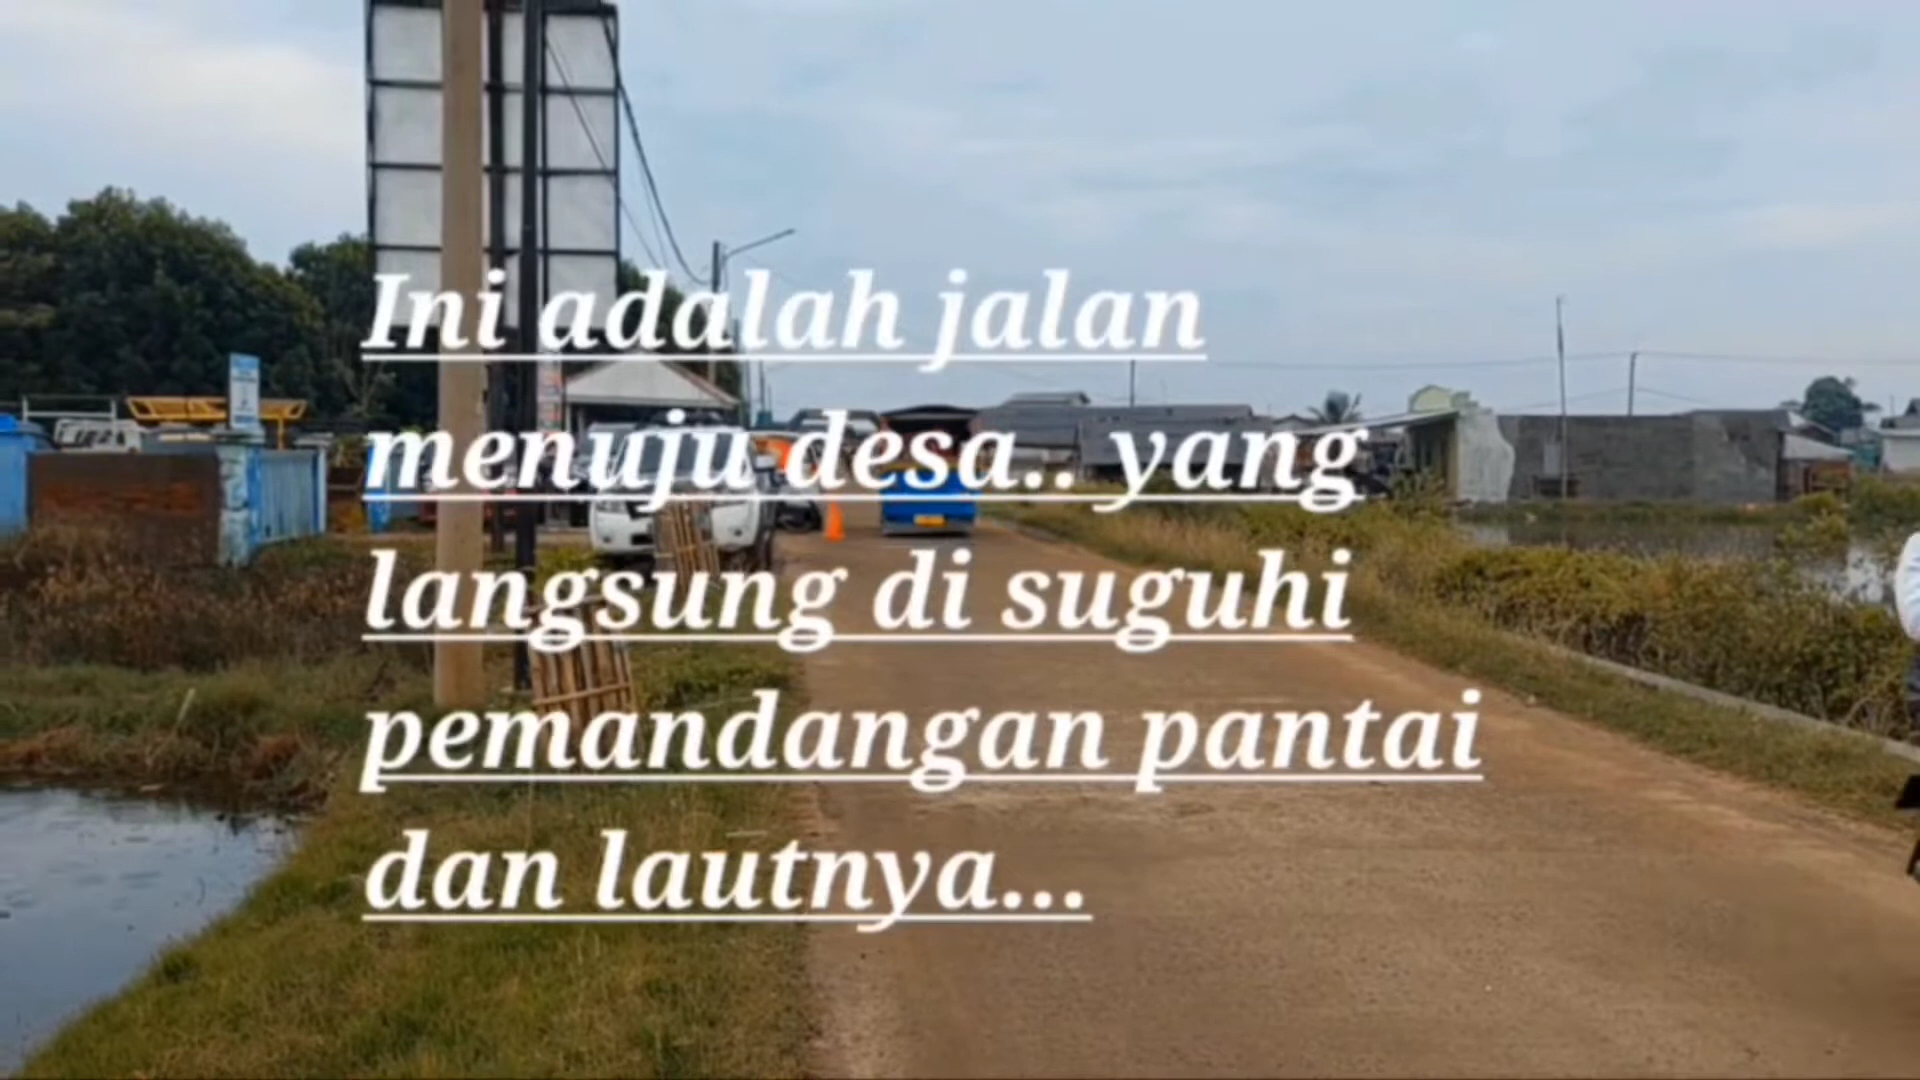 Ini adalah jalan
menuju desa.. yang
langsung di suguhi
pemandangan pantai
dan lautnya...